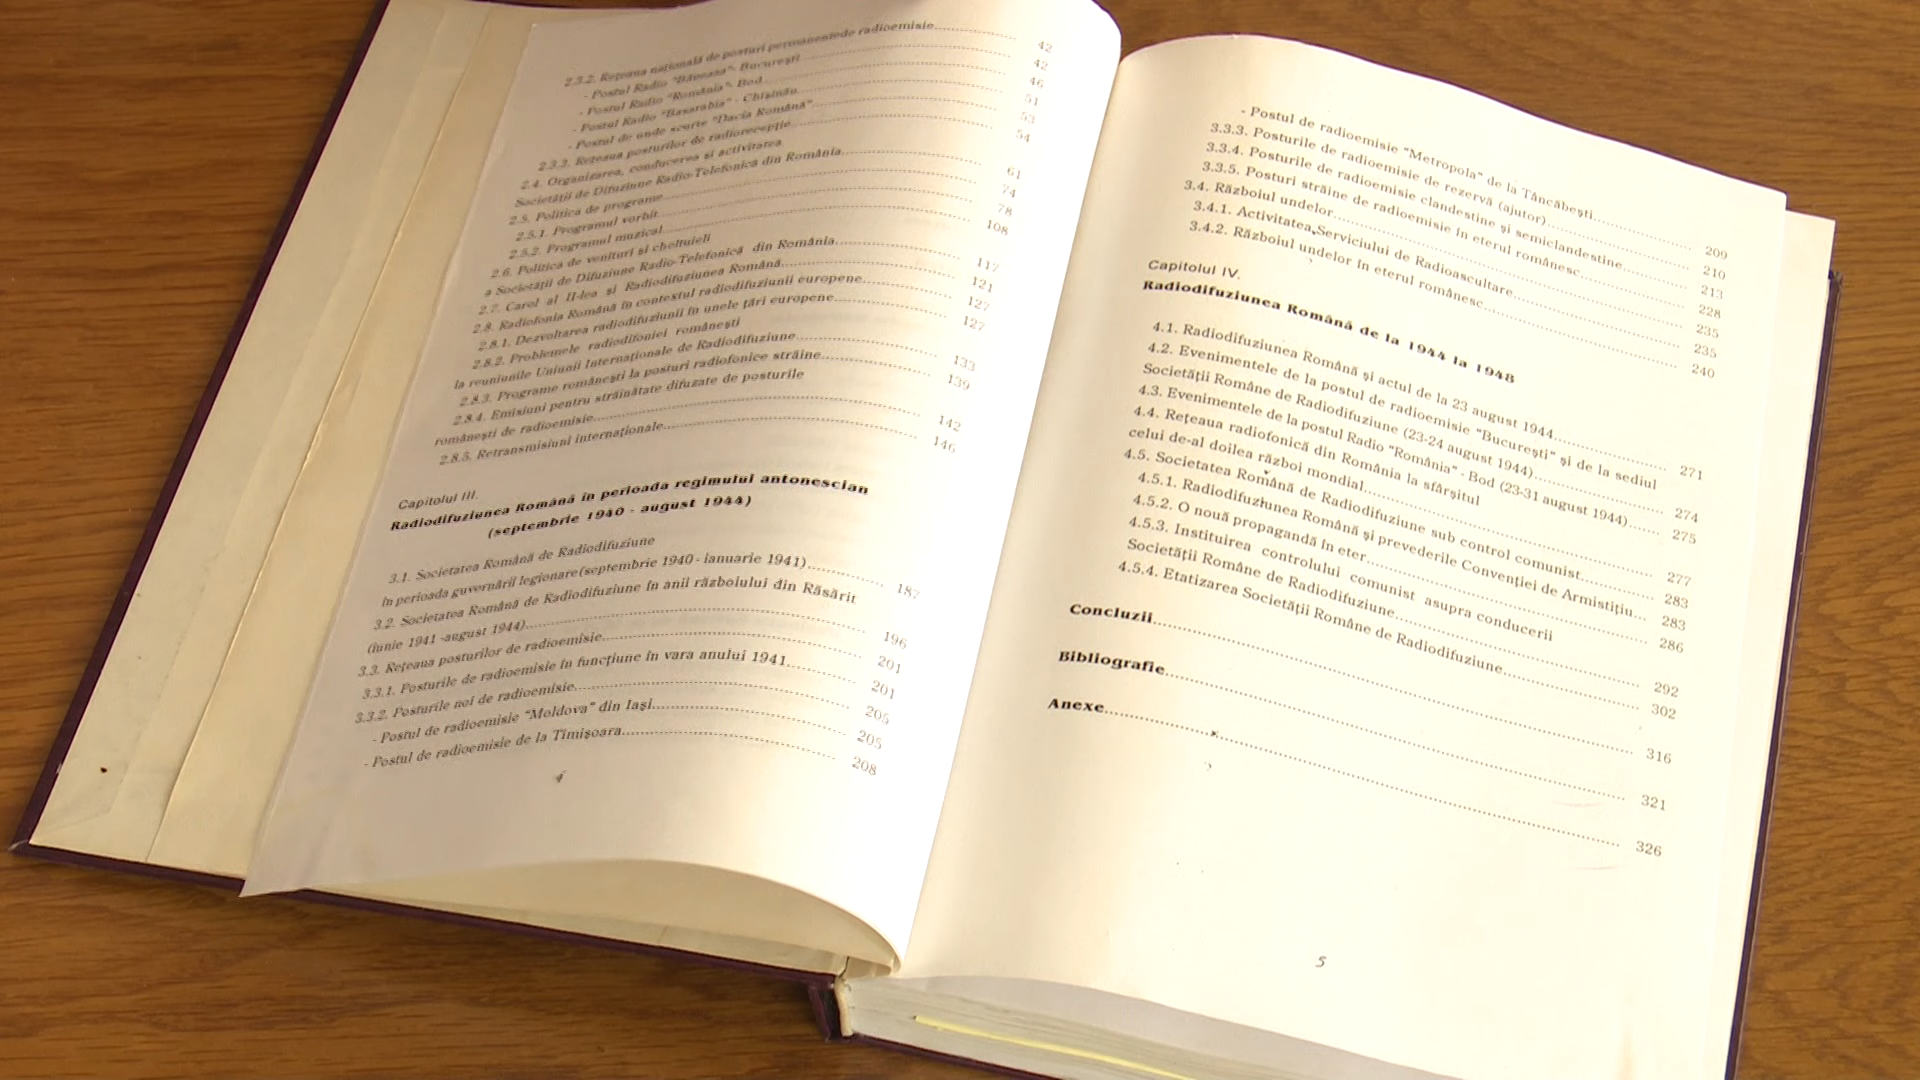 2.3.2. Rețeaua națională de posturi permanente de radioemisie.......... 42
- Postul Radio "Băneasa"- București.......... 42
- Postul Radio "România"- Bod.......... 46
- Postul Radio "Basarabia" - Chișinău.......... 51
- Postul de unde scurte "Dacia Română".......... 53
2.3.3. Rețeaua posturilor de radiorecepție.......... 54
2.4. Organizarea, conducerea și activitatea
Societății de Difuziune Radio-Telefonică din România.......... 61
2.5. Politica de programe.......... 74
2.5.1. Programul vorbit.......... 78
2.5.2. Programul muzical.......... 108
2.6. Politica de venituri și cheltuieli
a Societății de Difuziune Radio-Telefonică din România.......... 117
2.7. Carol al II-lea și Radiodifuziunea Română.......... 121
2.8. Radiofonia Română în contextul radiodifuziunii europene.......... 127
2.8.1. Dezvoltarea radiodifuziunii în unele țări europene.......... 127
2.8.2. Problemele radiodifoniei românești
la reuniunile Uniunii Internaționale de Radiodifuziune.......... 133
2.8.3. Programe românești la posturi radiofonice străine.......... 139
2.8.4. Emisiuni pentru străinătate difuzate de posturile
românești de radioemisie.......... 142
2.8.5. Retransmisiuni internaționale.......... 146
Capitolul III.
Radiodifuziunea Română în perioada regimului antonescian
(septembrie 1940 - august 1944)
3.1. Societatea Română de Radiodifuziune
în perioada guvernării legionare (septembrie 1940 - ianuarie 1941).......... 187
3.2. Societatea Română de Radiodifuziune în anii războiului din Răsărit
(iunie 1941 -august 1944).......... 196
3.3. Rețeaua posturilor de radioemisie.......... 201
3.3.1. Posturile de radioemisie în funcțiune în vara anului 1941.......... 201
3.3.2. Posturile noi de radioemisie.......... 205
- Postul de radioemisie "Moldova" din Iași.......... 205
- Postul de radioemisie de la Timișoara.......... 208
4
- Postul de radioemisie "Metropola" de la Tâncăbești.......... 209
3.3.3. Posturile de radioemisie de rezervă (ajutor).......... 210
3.3.4. Posturile de radioemisie clandestine și semiclandestine.......... 213
3.3.5. Posturi străine de radioemisie în eterul românesc.......... 228
3.4. Războiul undelor.......... 235
3.4.1. Activitatea Serviciului de Radioascultare.......... 235
3.4.2. Războiul undelor în eterul românesc.......... 240
Capitolul IV.
Radiodifuziunea Română de la 1944 la 1948
4.1. Radiodifuziunea Română și actul de la 23 august 1944.......... 271
4.2. Evenimentele de la postul de radioemisie "București" și de la sediul
Societății Române de Radiodifuziune (23-24 august 1944).......... 274
4.3. Evenimentele de la postul Radio "România" - Bod (23-31 august 1944)....... 275
4.4. Rețeaua radiofonică din România la sfârșitul
celui de-al doilea război mondial.......... 277
4.5. Societatea Română de Radiodifuziune sub control comunist.......... 283
4.5.1. Radiodifuzhunea Română și prevederile Convenției de Armistițiu... 283
4.5.2. O nouă propagandă în eter.......... 286
4.5.3. Instituirea controlului comunist asupra conducerii
Societății Române de Radiodifuziune.......... 292
4.5.4. Etatizarea Societății Române de Radiodifuziune.......... 302
Concluzii.......... 316
Bibliografie.......... 321
Anexe.......... 326
5